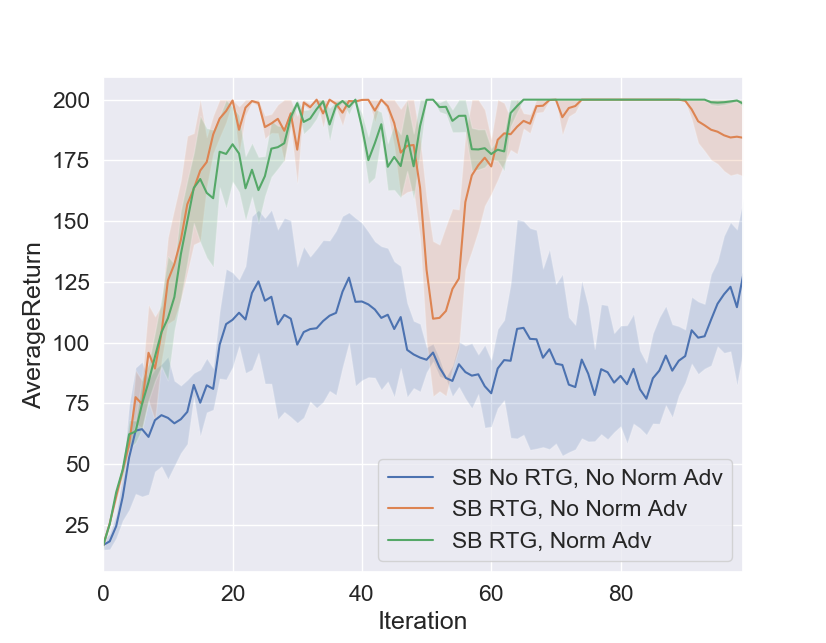 200
175
150
125
100
75
50
25
AverageReturn
SB No RTG, No Norm Adv
SB RTG, No Norm Adv
SB RTG, Norm Adv
0 20 40 60 80
Iteration